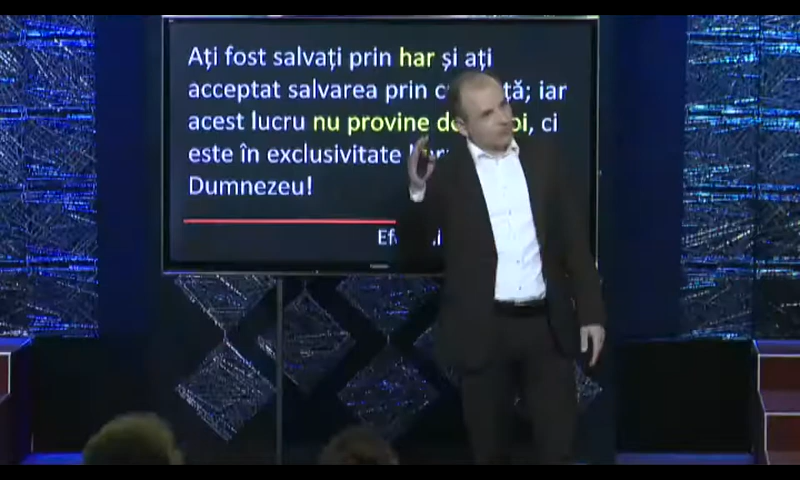 Ați fost salvați prin har și ați
acceptat salvarea prin iar
acest lucru nu provine ci
este în exclusivitate
Dumnezeu!